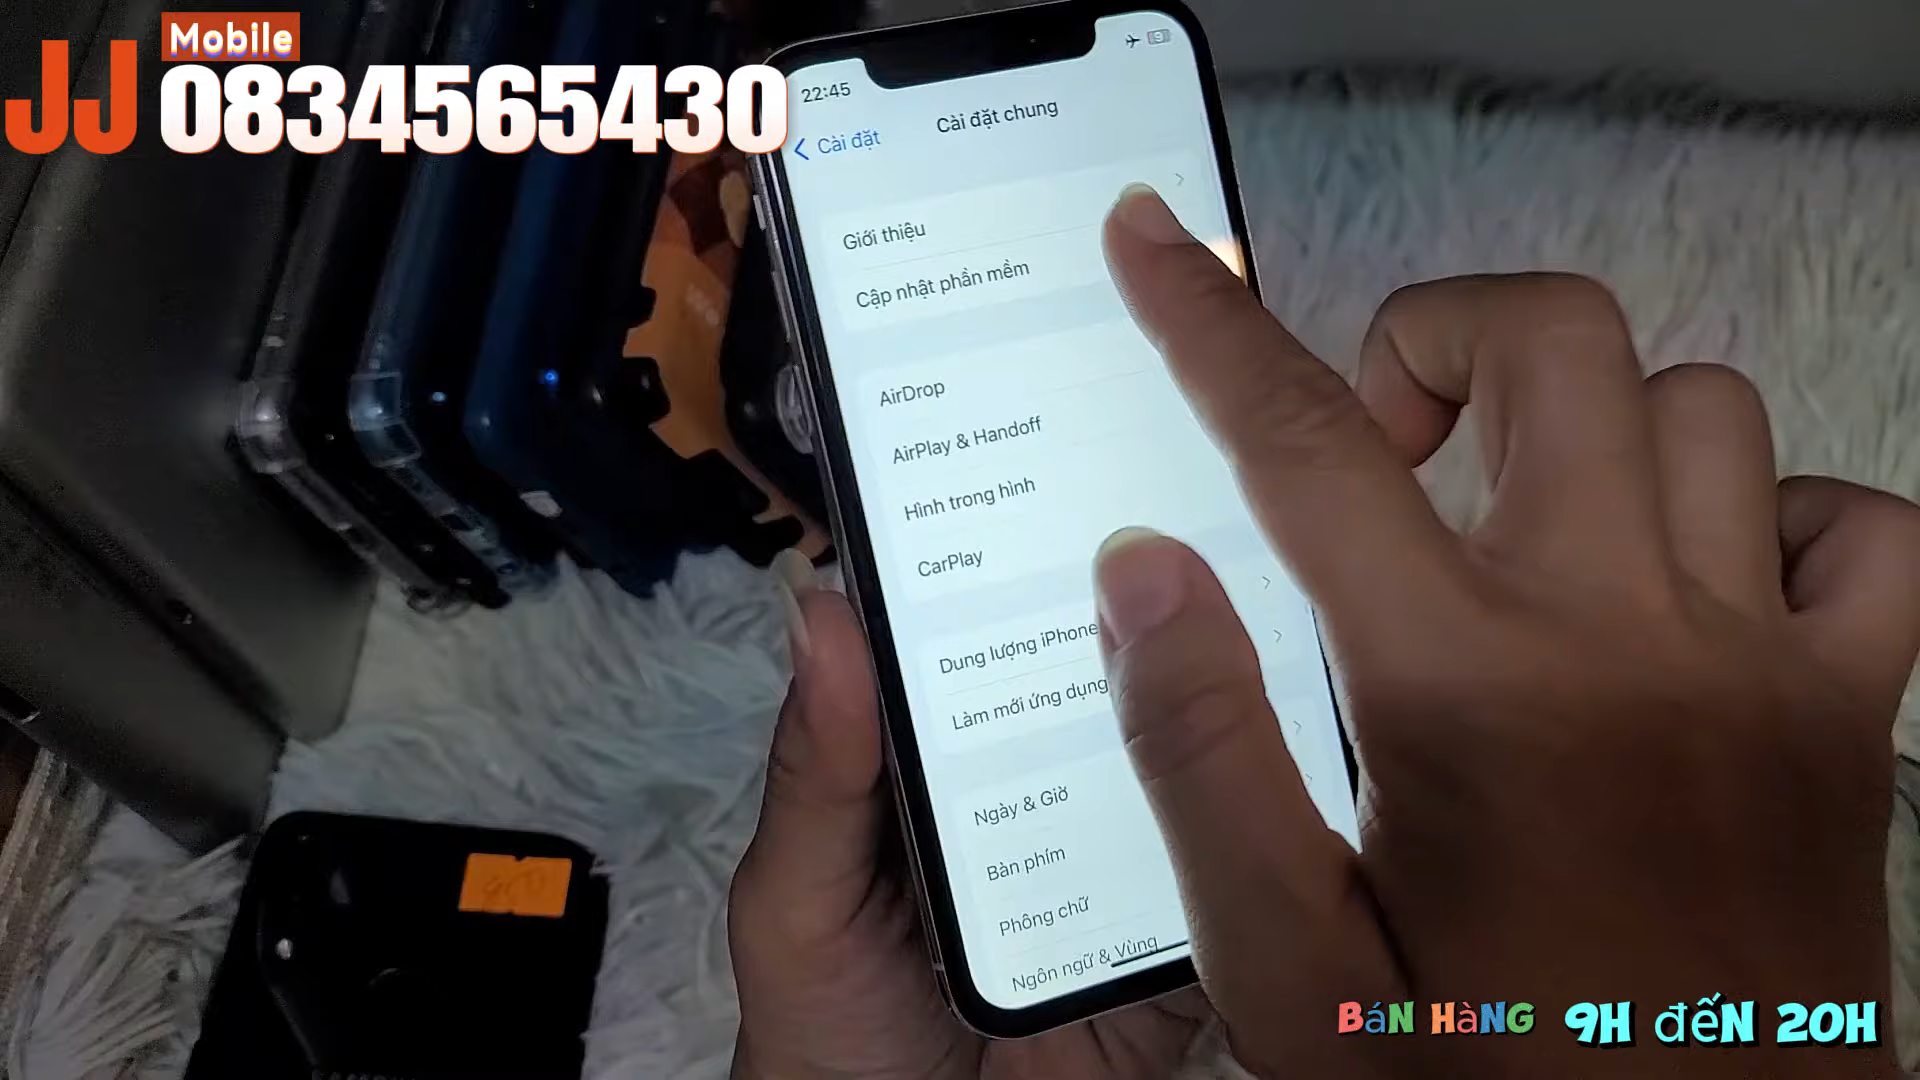 JJ Mobile
0834565430
22:45
Cài đặt
Cài đặt chung
Giới thiệu
Cập nhật phần mềm
AirDrop
AirPlay & Handoff
Hình trong hình
CarPlay
Dung lượng iPhone
Làm mới ứng dụng
Ngày & Giờ
Bàn phím
Phông chữ
Ngôn ngữ & Vùng
BáN HàNG 9H đếN 20H